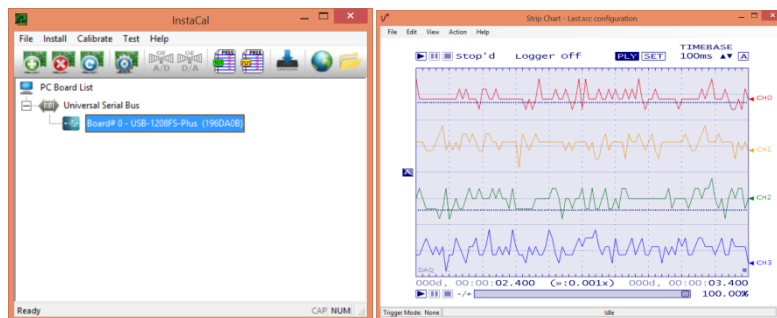 InstaCal
File Install Calibrate Test Help
OE A/D
OE D/A
PC Board List
Universal Serial Bus
Board# 0 - USB-1208FS-Plus (196DA0B)
Ready
CAP NUM
Strip Chart - Last.scc configuration
File Edit View Action Help
Stop'd Logger Off PLY SET TIMEBASE
100ms A
CH0
CH1
CH2
CH3
DAQ
000d, 00:00:02.400 (»:0.001x) 000d, 00:00:03.400
-/+ 100.00%
Trigger Mode: None Idle